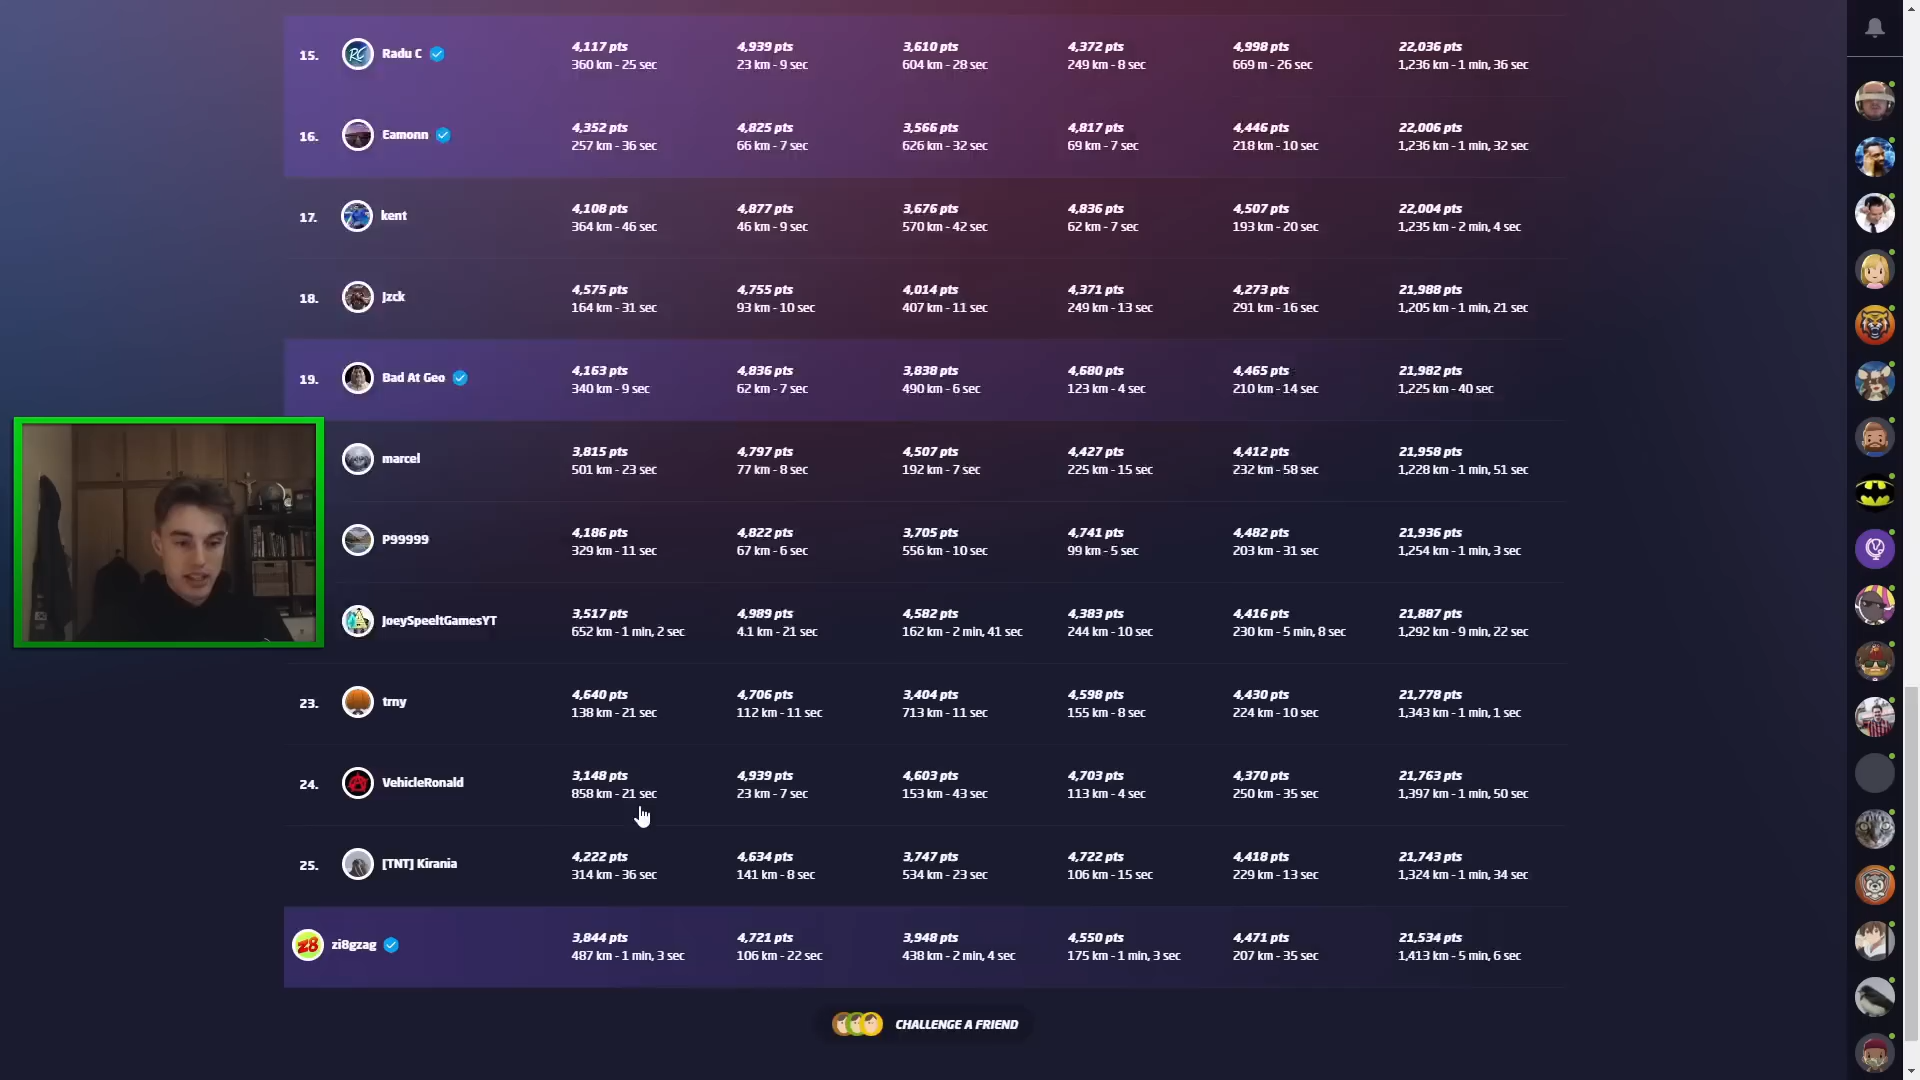 15. RC Radu C 4,117 pts 4,939 pts 3,610 pts 4,372 pts 4,998 pts 22,036 pts
360 km - 25 sec 23 km - 9 sec 604 km - 28 sec 249 km - 8 sec 669 m - 26 sec 1,236 km - 1 min, 36 sec
16. Eamonn 4,352 pts 4,825 pts 3,566 pts 4,817 pts 4,446 pts 22,006 pts
257 km - 36 sec 66 km - 7 sec 626 km - 32 sec 69 km - 7 sec 218 km - 10 sec 1,236 km - 1 min, 32 sec
17. kent 4,108 pts 4,877 pts 3,676 pts 4,836 pts 4,507 pts 22,004 pts
364 km - 46 sec 46 km - 9 sec 570 km - 42 sec 62 km - 7 sec 193 km - 20 sec 1,235 km - 2 min, 4 sec
18. Jzck 4,575 pts 4,755 pts 4,014 pts 4,371 pts 4,273 pts 21,988 pts
164 km - 31 sec 93 km - 10 sec 407 km - 11 sec 249 km - 13 sec 291 km - 16 sec 1,205 km - 1 min, 21 sec
19. Bad At Geo 4,163 pts 4,836 pts 3,838 pts 4,680 pts 4,465 pts 21,982 pts
340 km - 9 sec 62 km - 7 sec 490 km - 6 sec 123 km - 4 sec 210 km - 14 sec 1,225 km - 40 sec
marcel 3,815 pts 4,797 pts 4,507 pts 4,427 pts 4,412 pts 21,958 pts
501 km - 23 sec 77 km - 8 sec 192 km - 7 sec 225 km - 15 sec 232 km - 58 sec 1,228 km - 1 min, 51 sec
P99999 4,186 pts 4,822 pts 3,705 pts 4,741 pts 4,482 pts 21,936 pts
329 km - 11 sec 67 km - 6 sec 556 km - 10 sec 99 km - 5 sec 203 km - 31 sec 1,254 km - 1 min, 3 sec
JoeySpeeltGamesYT 3,517 pts 4,989 pts 4,582 pts 4,383 pts 4,416 pts 21,887 pts
652 km - 1 min, 2 sec 4.1 km - 21 sec 162 km - 2 min, 41 sec 244 km - 10 sec 230 km - 5 min, 8 sec 1,292 km - 9 min, 22 sec
23. trny 4,640 pts 4,706 pts 3,404 pts 4,598 pts 4,430 pts 21,778 pts
138 km - 21 sec 112 km - 11 sec 713 km - 11 sec 155 km - 8 sec 224 km - 10 sec 1,343 km - 1 min, 1 sec
24. VehicleRonald 3,148 pts 4,939 pts 4,603 pts 4,703 pts 4,370 pts 21,763 pts
858 km - 21 sec 23 km - 7 sec 153 km - 43 sec 113 km - 4 sec 250 km - 35 sec 1,397 km - 1 min, 50 sec
25. [TNT] Kirania 4,222 pts 4,634 pts 3,747 pts 4,722 pts 4,418 pts 21,743 pts
314 km - 36 sec 141 km - 8 sec 534 km - 23 sec 106 km - 15 sec 229 km - 13 sec 1,324 km - 1 min, 34 sec
z8 zi8gzag 3,844 pts 4,721 pts 3,948 pts 4,550 pts 4,471 pts 21,534 pts
487 km - 1 min, 3 sec 106 km - 22 sec 438 km - 2 min, 4 sec 175 km - 1 min, 3 sec 207 km - 35 sec 1,413 km - 5 min, 6 sec
CHALLENGE A FRIEND